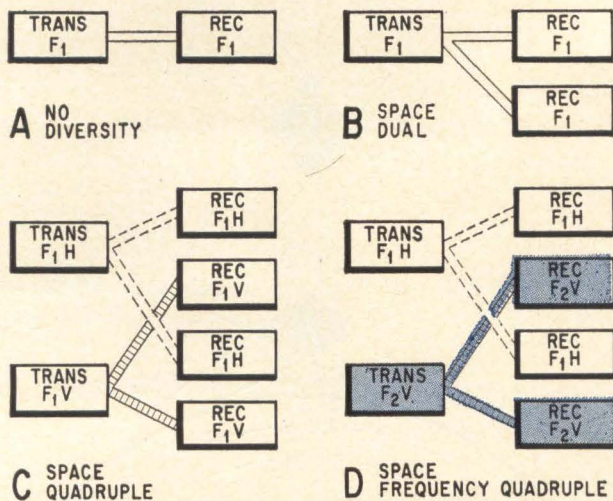 TRANS
F₁
REC
F₁
A NO
DIVERSITY
TRANS
F₁
REC
F₁
REC
F₁
B SPACE
DUAL
TRANS
F₁H
REC
F₁H
REC
F₁V
REC
F₁H
TRANS
F₁V
REC
F₁V
C SPACE
QUADRUPLE
TRANS
F₁H
REC
F₁H
REC
F₂V
REC
F₁H
TRANS
F₂V
REC
F₂V
D SPACE
FREQUENCY QUADRUPLE